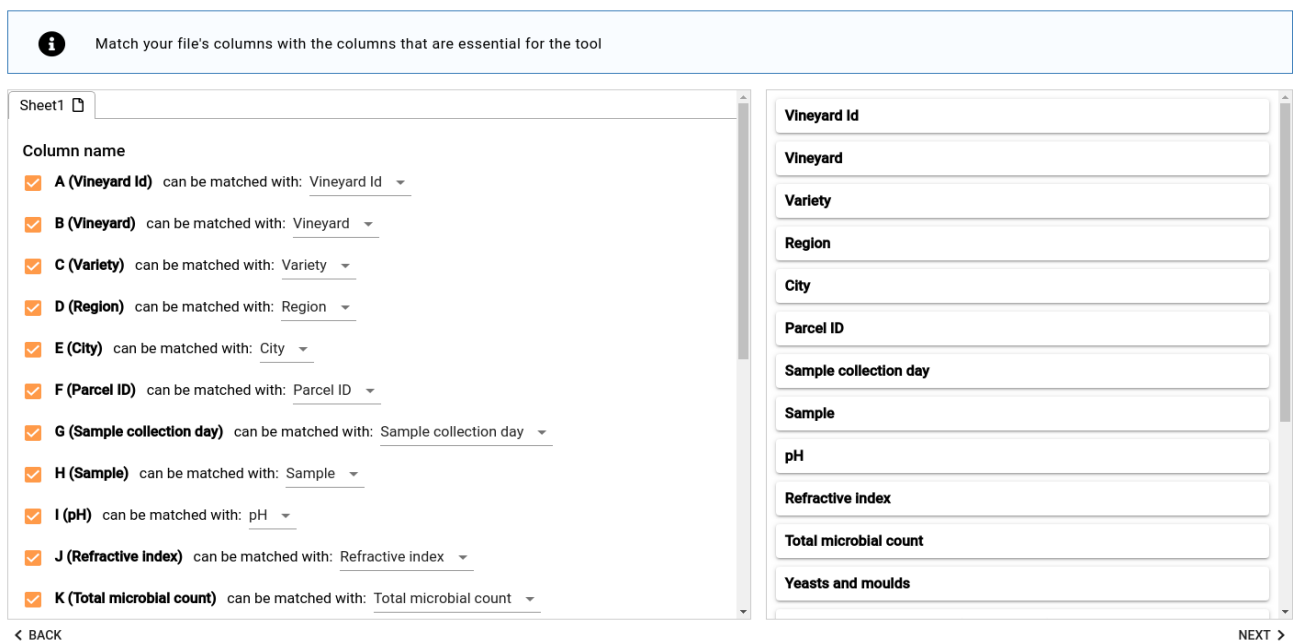 Match your file's columns with the columns that are essential for the tool
Sheet1
Column name
A (Vineyard Id) can be matched with: Vineyard Id
B (Vineyard) can be matched with: Vineyard
C (Variety) can be matched with: Variety
D (Region) can be matched with: Region
E (City) can be matched with: City
F (Parcel ID) can be matched with: Parcel ID
G (Sample collection day) can be matched with: Sample collection day
H (Sample) can be matched with: Sample
I (pH) can be matched with: pH
J (Refractive index) can be matched with: Refractive index
K (Total microbial count) can be matched with: Total microbial count
Vineyard Id
Vineyard
Variety
Region
City
Parcel ID
Sample collection day
Sample
pH
Refractive index
Total microbial count
Yeasts and moulds
BACK
NEXT